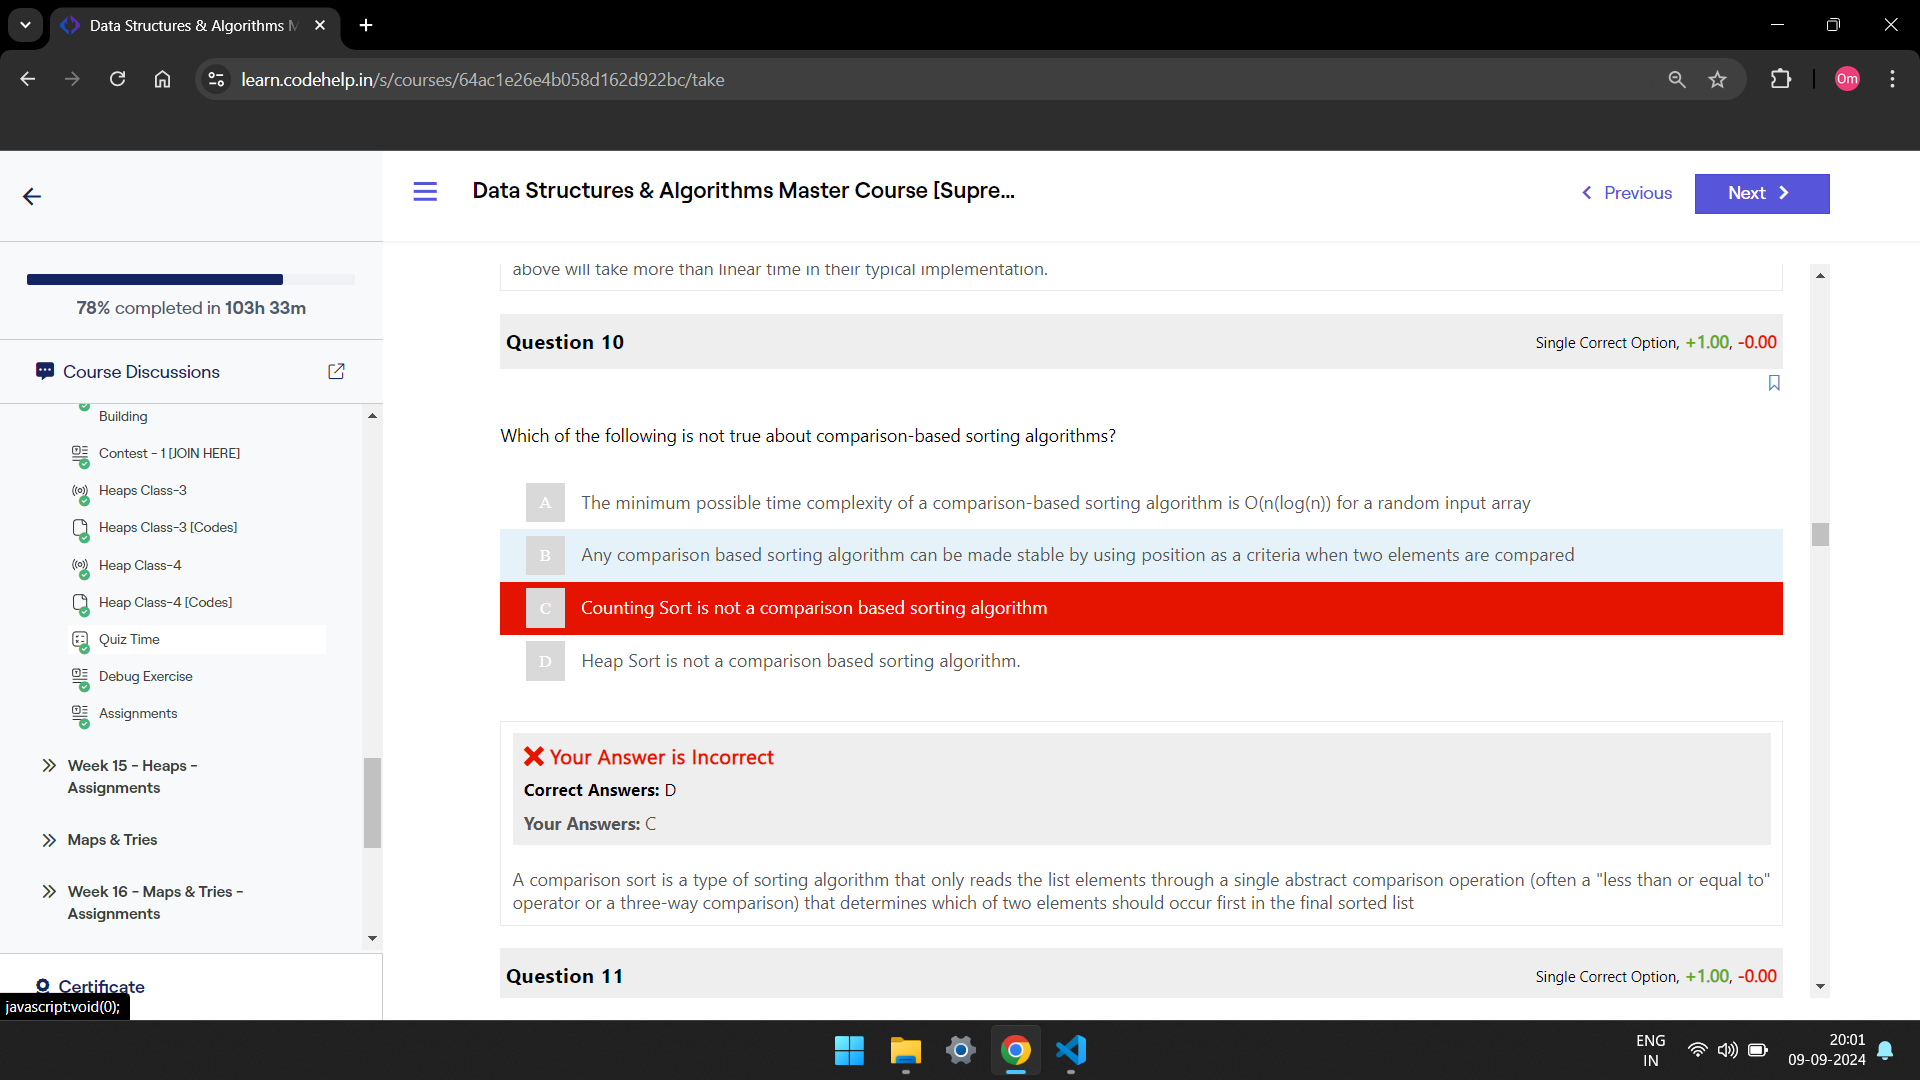 Data Structures & Algorithms M
learn.codehelp.in/s/courses/64ac1e26e4b058d162d922bc/take
Om
Data Structures & Algorithms Master Course [Supre...
Previous
Next
78% completed in 103h 33m
Course Discussions
Building
Contest - 1 [JOIN HERE]
Heaps Class-3
Heaps Class-3 [Codes]
Heap Class-4
Heap Class-4 [Codes]
Quiz Time
Debug Exercise
Assignments
Week 15 - Heaps -
Assignments
Maps & Tries
Week 16 - Maps & Tries -
Assignments
Certificate
javascript:void(0);
above will take more than linear time in their typical implementation.
Question 10
Single Correct Option, +1.00, -0.00
Which of the following is not true about comparison-based sorting algorithms?
A The minimum possible time complexity of a comparison-based sorting algorithm is O(n(log(n)) for a random input array
B Any comparison based sorting algorithm can be made stable by using position as a criteria when two elements are compared
C Counting Sort is not a comparison based sorting algorithm
D Heap Sort is not a comparison based sorting algorithm.
Your Answer is Incorrect
Correct Answers: D
Your Answers: C
A comparison sort is a type of sorting algorithm that only reads the list elements through a single abstract comparison operation (often a "less than or equal to"
operator or a three-way comparison) that determines which of two elements should occur first in the final sorted list
Question 11
Single Correct Option, +1.00, -0.00
ENG
IN
20:01
09-09-2024